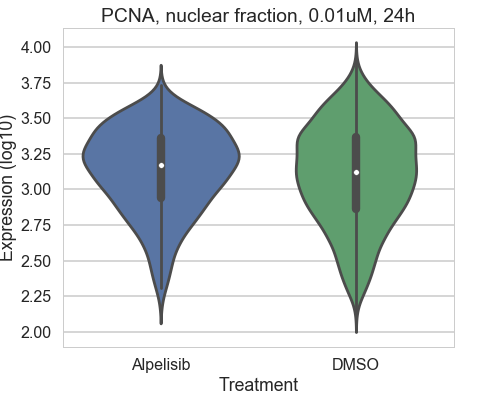 PCNA, nuclear fraction, 0.01uM, 24h
Expression (log10)
4.00
3.75
3.50
3.25
3.00
2.75
2.50
2.25
2.00
Alpelisib
DMSO
Treatment